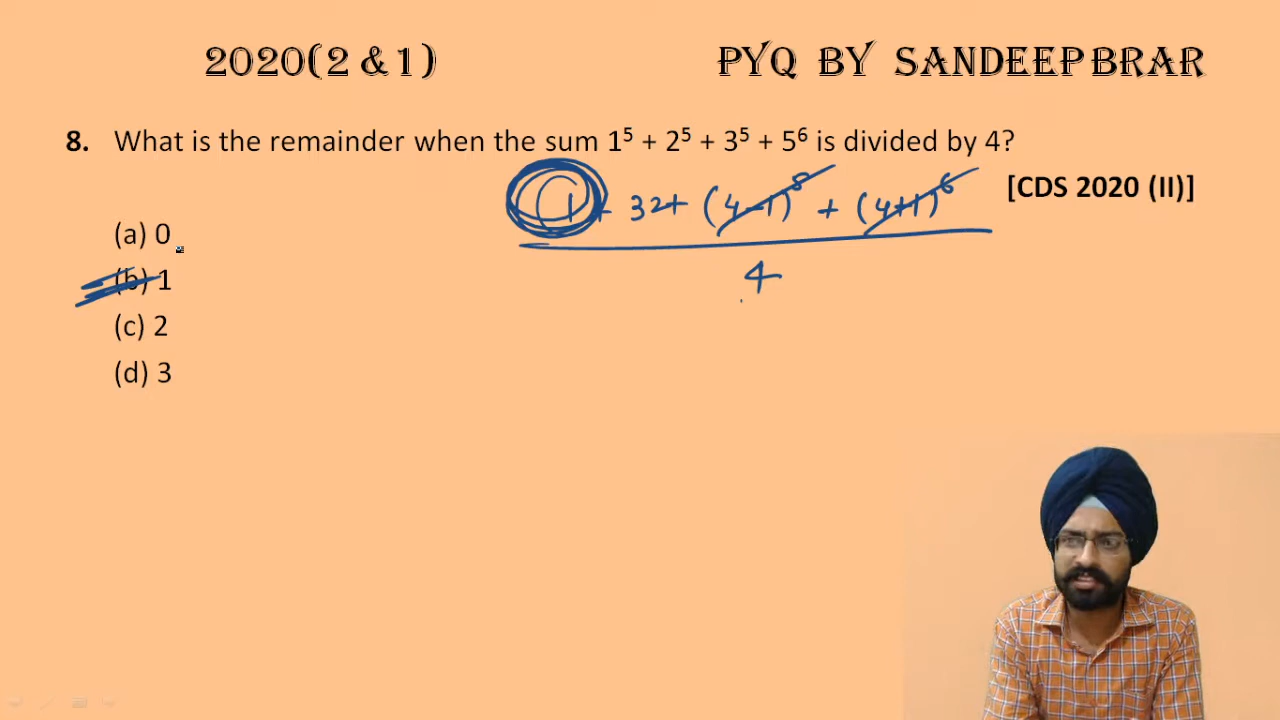 2020(2 & 1) PYQ BY SANDEEP BRAR
8. What is the remainder when the sum 1⁵ + 2⁵ + 3⁵ + 5⁶ is divided by 4?
[CDS 2020 (II)]
1 + 32 + (4-1)⁸ + (4+1)⁶
4
(a) 0
(b) 1
(c) 2
(d) 3